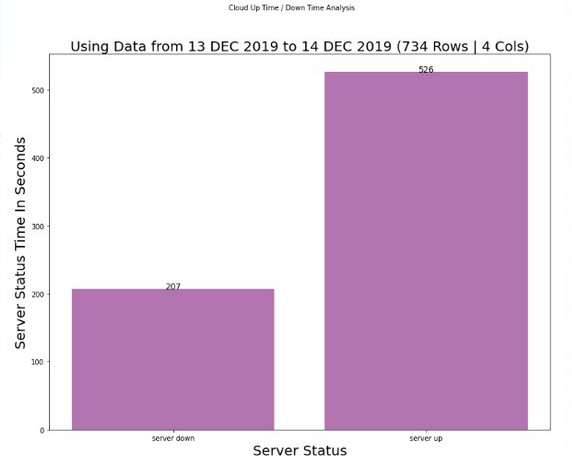 Cloud Up Time / Down Time Analysis
Using Data from 13 DEC 2019 to 14 DEC 2019 (734 Rows | 4 Cols)
526
500
400
300
207
200
100
0
Server Status Time In Seconds
server down server up
Server Status